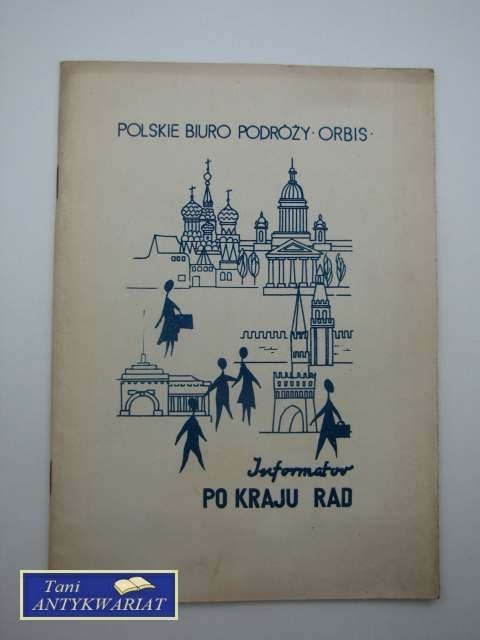 POLSKIE BIURO PODRÓŻY · ORBIS ·
Informator
PO KRAJU RAD
Tani
ANTYKWARIAT